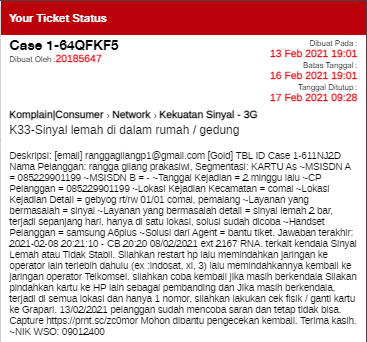 Your Ticket Status
Case 1-64QFKF5
Dibuat Oleh :20185647
Dibuat Pada :
13 Feb 2021 19:01
Batas Tanggal :
16 Feb 2021 19:01
Tanggal Ditutup :
17 Feb 2021 09:28
Komplain|Consumer › Network › Kekuatan Sinyal - 3G
K33-Sinyal lemah di dalam rumah / gedung
Deskripsi: [email] ranggagilangp1@gmail.com [Gold] TBL ID Case 1-611NJ2D
Nama Pelanggan: rangga gilang prakasiwi, Segmentasi: KARTU As ~MSISDN A
= 085229901199 ~MSISDN B = - ~Tanggal Kejadian = 2 minggu lalu ~CP
Pelanggan = 085229901199 ~Lokasi Kejadian Kecamatan = comal ~Lokasi
Kejadian Detail = gebyog rt/rw 01/01 comal, pemalang ~Layanan yang
bermasalah = sinyal ~Layanan yang bermasalah detail = sinyal lemah 2 bar,
terjadi sepanjang hari, hanya di satu lokasi, solusi sudah dicoba ~Handset
Pelanggan = samsung A6plus ~Solusi dari Agent = bantu tiket. Jawaban terakhir:
2021-02-08 20:21:10 - CB 20:20 08/02/2021 ext 2167 RNA. terkait kendala Sinyal
Lemah atau Tidak Stabil. Silahkan restart hp lalu memindahkan jaringan ke
operator lain terlebih dahulu (ex :indosat, xl, 3) lalu memindahkannya kembali ke
jaringan operator Telkomsel. silahkan coba kembali jika masih berkendala Silakan
pindahkan kartu ke HP lain sebagai pembanding dan Jika masih berkendala,
terjadi di semua lokasi dan hanya 1 nomor, silahkan lakukan cek fisik / ganti kartu
ke Grapari. 13/02/2021 pelanggan sudah mencoba saran dan tetap tidak bisa.
Capture https://prnt.sc/zc0mor Mohon dibantu pengecekan kembali. Terima kasih.
~NIK WSO: 09012400